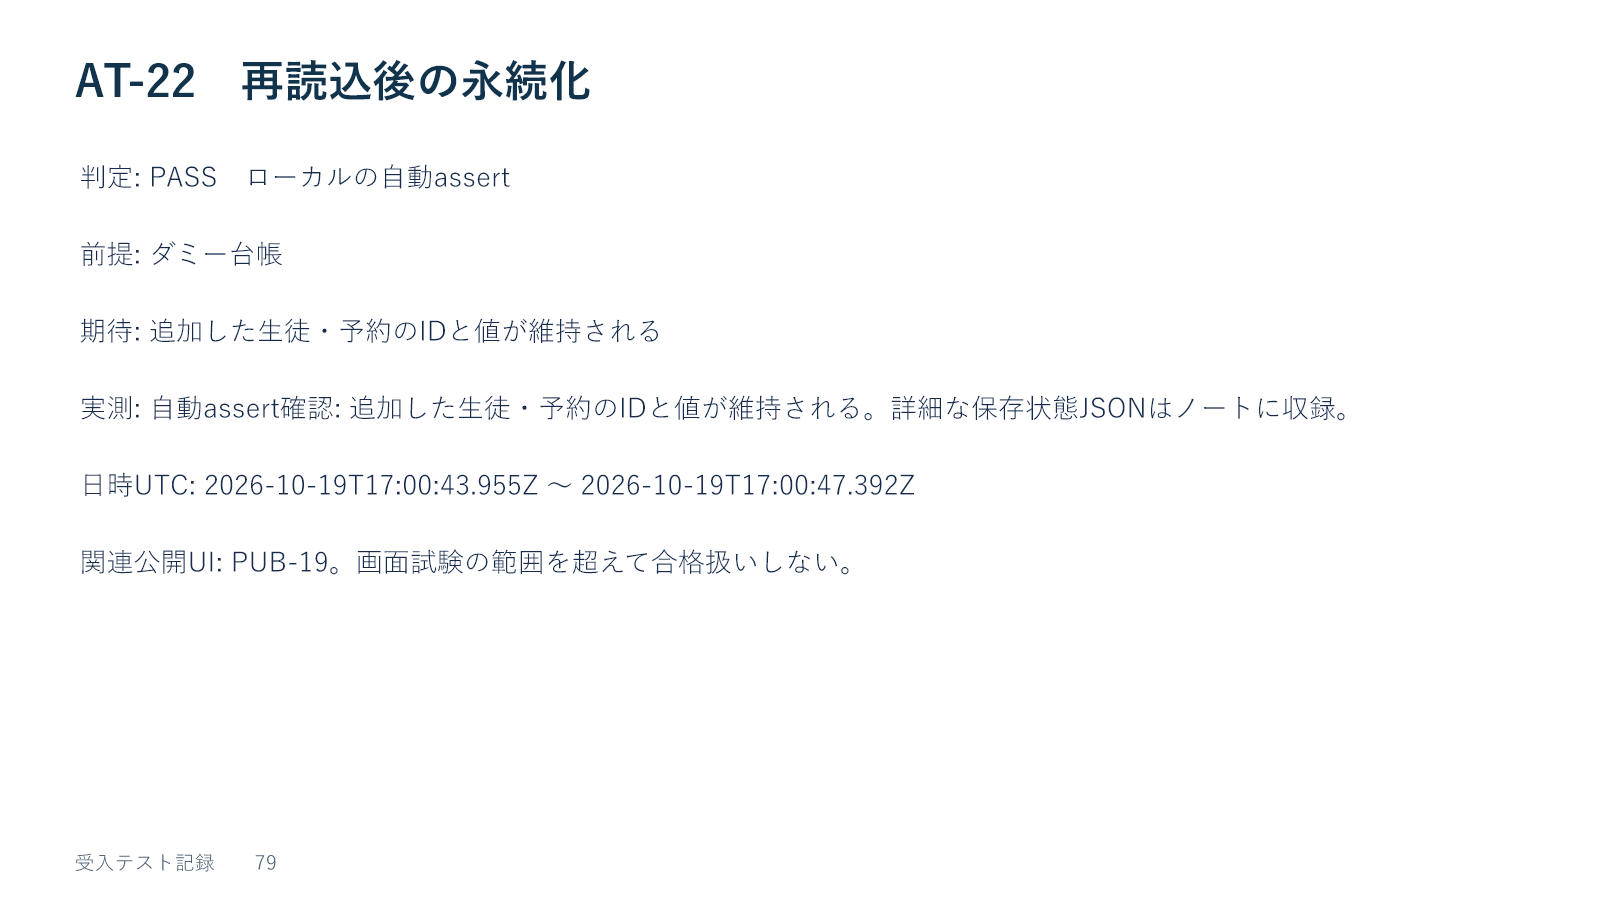 AT-22　再読込後の永続化
判定: PASS　ローカルの自動assert
前提: ダミー台帳
期待: 追加した生徒・予約のIDと値が維持される
実測: 自動assert確認: 追加した生徒・予約のIDと値が維持される。詳細な保存状態JSONはノートに収録。
日時UTC: 2026-10-19T17:00:43.955Z ～ 2026-10-19T17:00:47.392Z
関連公開UI: PUB-19。画面試験の範囲を超えて合格扱いしない。
受入テスト記録　　79